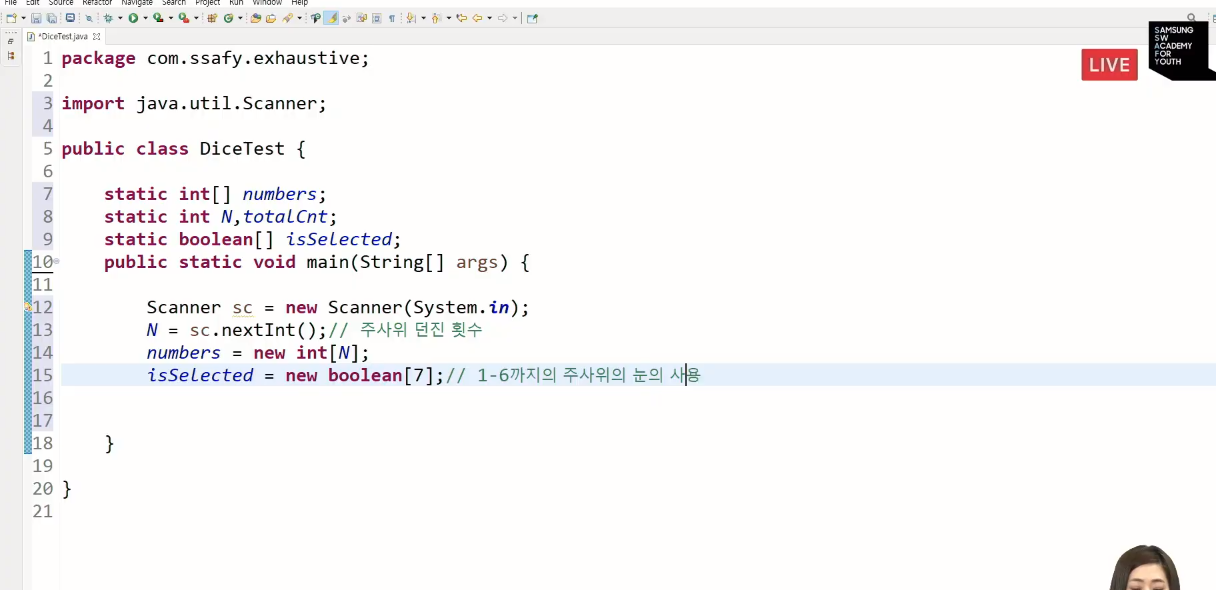 File Edit Source Refactor Navigate Search Project Run Window Help
*DiceTest.java
SAMSUNG
SW
ACADEMY
FOR
YOUTH
LIVE
1 package com.ssafy.exhaustive;
2
3 import java.util.Scanner;
4
5 public class DiceTest {
6
7 static int[] numbers;
8 static int N,totalCnt;
9 static boolean[] isSelected;
10 public static void main(String[] args) {
11
12 Scanner sc = new Scanner(System.in);
13 N = sc.nextInt();// 주사위 던진 횟수
14 numbers = new int[N];
15 isSelected = new boolean[7];// 1-6까지의 주사위의 눈의 사용
16
17
18 }
19
20 }
21